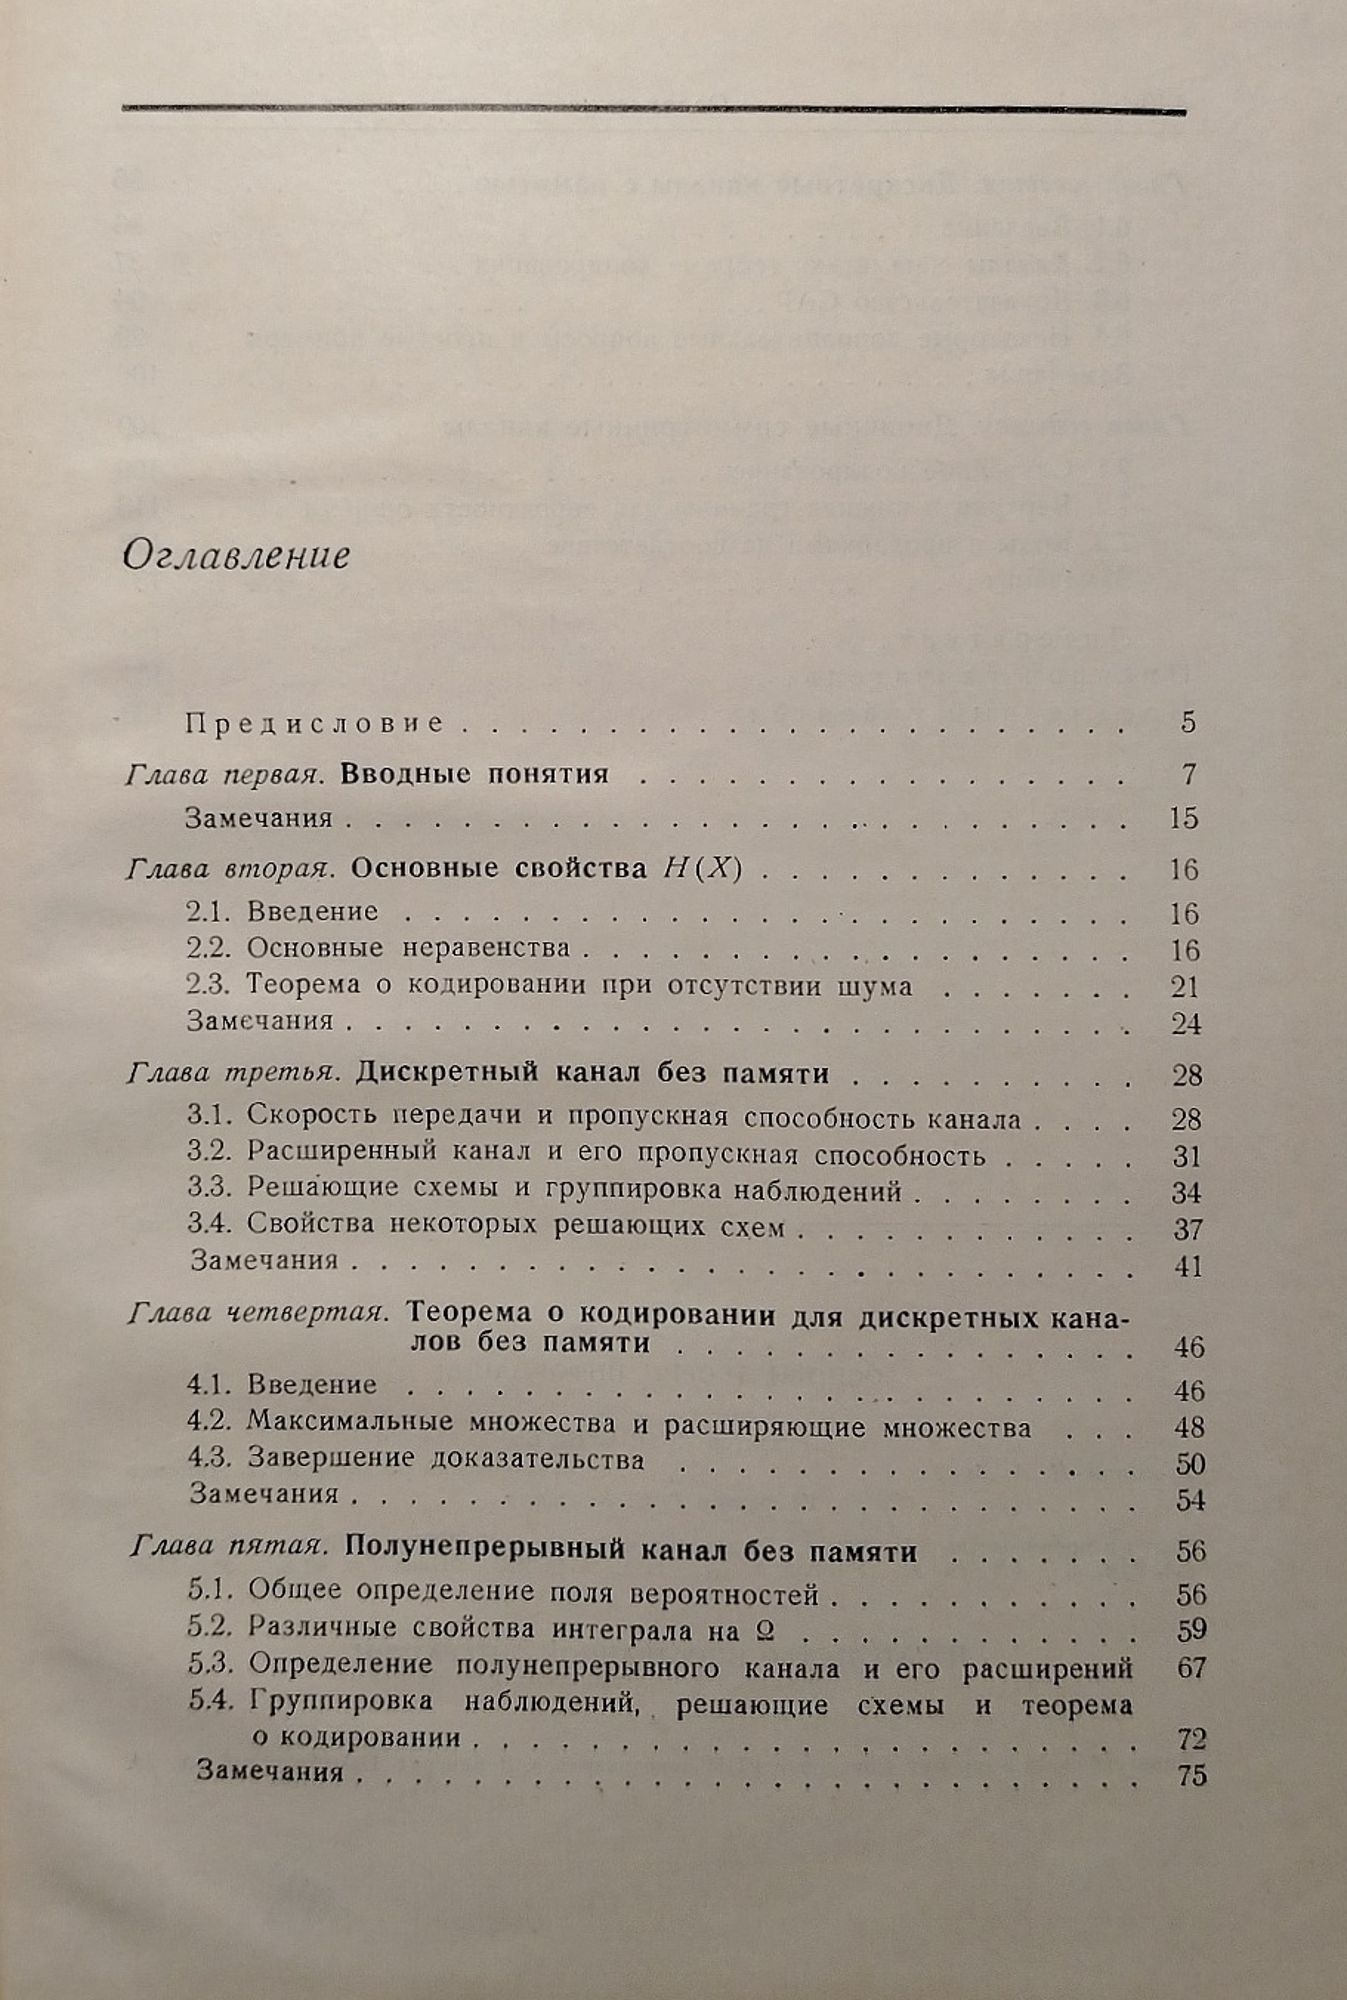 Оглавление
Предисловие . . . . . . . . . . . . . . . . . . . . . . . 5
Глава первая. Вводные понятия . . . . . . . . . . . . . . . . . 7
Замечания . . . . . . . . . . . . . . . . . . . . . . . . . . . 15
Глава вторая. Основные свойства H(X) . . . . . . . . . . . . . 16
2.1. Введение . . . . . . . . . . . . . . . . . . . . . . . . . 16
2.2. Основные неравенства . . . . . . . . . . . . . . . . . . . 16
2.3. Теорема о кодировании при отсутствии шума . . . . . . . 21
Замечания . . . . . . . . . . . . . . . . . . . . . . . . . . . 24
Глава третья. Дискретный канал без памяти . . . . . . . . . . 28
3.1. Скорость передачи и пропускная способность канала . . . . 28
3.2. Расширенный канал и его пропускная способность . . . . . 31
3.3. Решающие схемы и группировка наблюдений . . . . . . . . 34
3.4. Свойства некоторых решающих схем . . . . . . . . . . . . 37
Замечания . . . . . . . . . . . . . . . . . . . . . . . . . . . 41
Глава четвертая. Теорема о кодировании для дискретных кана-
лов без памяти . . . . . . . . . . . . . . . . 46
4.1. Введение . . . . . . . . . . . . . . . . . . . . . . . . . 46
4.2. Максимальные множества и расширяющие множества . . . 48
4.3. Завершение доказательства . . . . . . . . . . . . . . . . 50
Замечания . . . . . . . . . . . . . . . . . . . . . . . . . . . 54
Глава пятая. Полунепрерывный канал без памяти . . . . . . . 56
5.1. Общее определение поля вероятностей . . . . . . . . . . . 56
5.2. Различные свойства интеграла на Ω . . . . . . . . . . . . 59
5.3. Определение полунепрерывного канала и его расширений 67
5.4. Группировка наблюдений, решающие схемы и теорема
о кодировании . . . . . . . . . . . . . . . . . . . . . . . 72
Замечания . . . . . . . . . . . . . . . . . . . . . . . . . . . 75